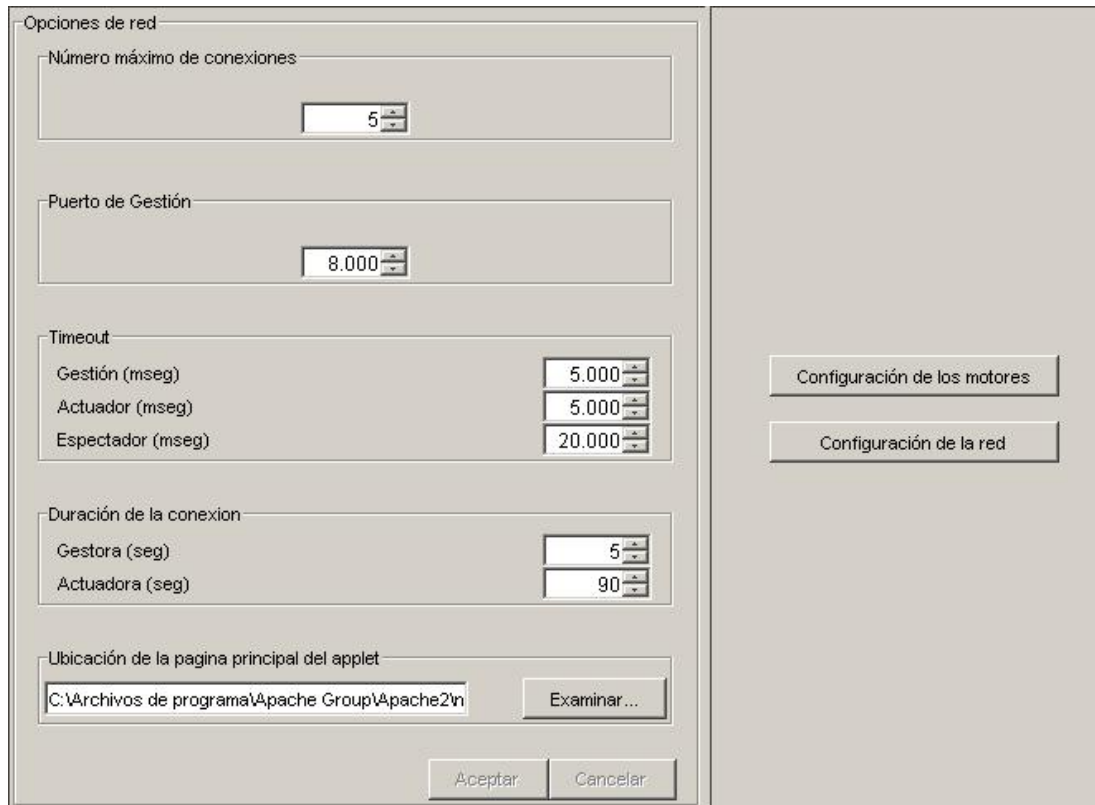 Opciones de red
Número máximo de conexiones
5
Puerto de Gestión
8.000
Timeout
Gestión (mseg) 5.000
Actuador (mseg) 5.000
Espectador (mseg) 20.000
Duración de la conexion
Gestora (seg) 5
Actuadora (seg) 90
Ubicación de la pagina principal del applet
C:\Archivos de programa\Apache Group\Apache2\n Examinar...
Aceptar Cancelar
Configuración de los motores
Configuración de la red